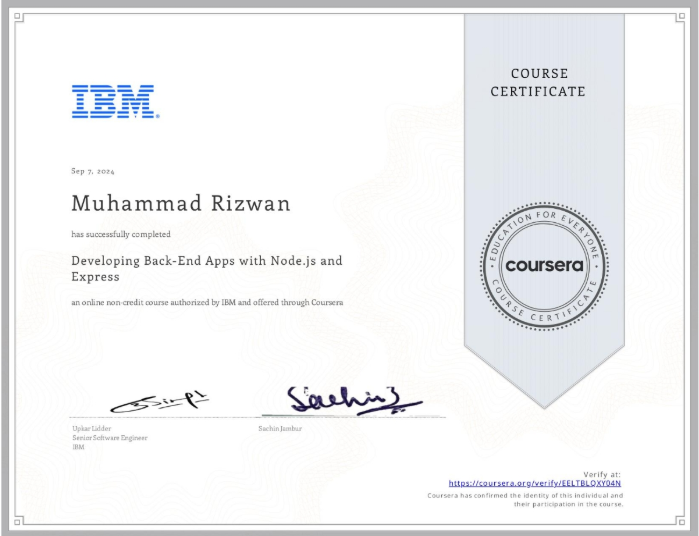 COURSE
CERTIFICATE
IBM
Sep 7, 2024
Muhammad Rizwan
has successfully completed
Developing Back-End Apps with Node.js and
Express
an online non-credit course authorized by IBM and offered through Coursera
EDUCATION FOR EVERYONE
coursera
COURSE CERTIFICATE
Upkar Lidder
Senior Software Engineer
IBM
Sachin Jambur
Verify at:
https://coursera.org/verify/EELTBLQXY04N
Coursera has confirmed the identity of this individual and
their participation in the course.